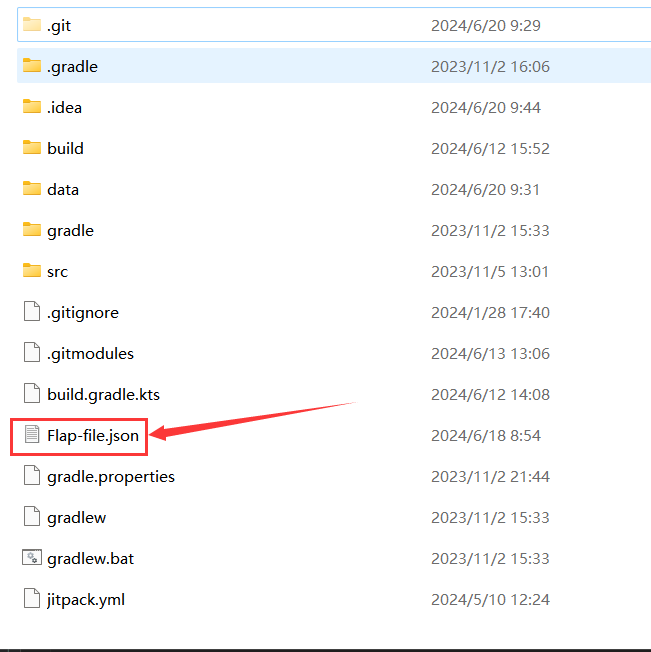 .git 2024/6/20 9:29
.gradle 2023/11/2 16:06
.idea 2024/6/20 9:44
build 2024/6/12 15:52
data 2024/6/20 9:31
gradle 2023/11/2 15:33
src 2023/11/5 13:01
.gitignore 2024/1/28 17:40
.gitmodules 2024/6/13 13:06
build.gradle.kts 2024/6/12 14:08
Flap-file.json 2024/6/18 8:54
gradle.properties 2023/11/2 21:44
gradlew 2023/11/2 15:33
gradlew.bat 2023/11/2 15:33
jitpack.yml 2024/5/10 12:24